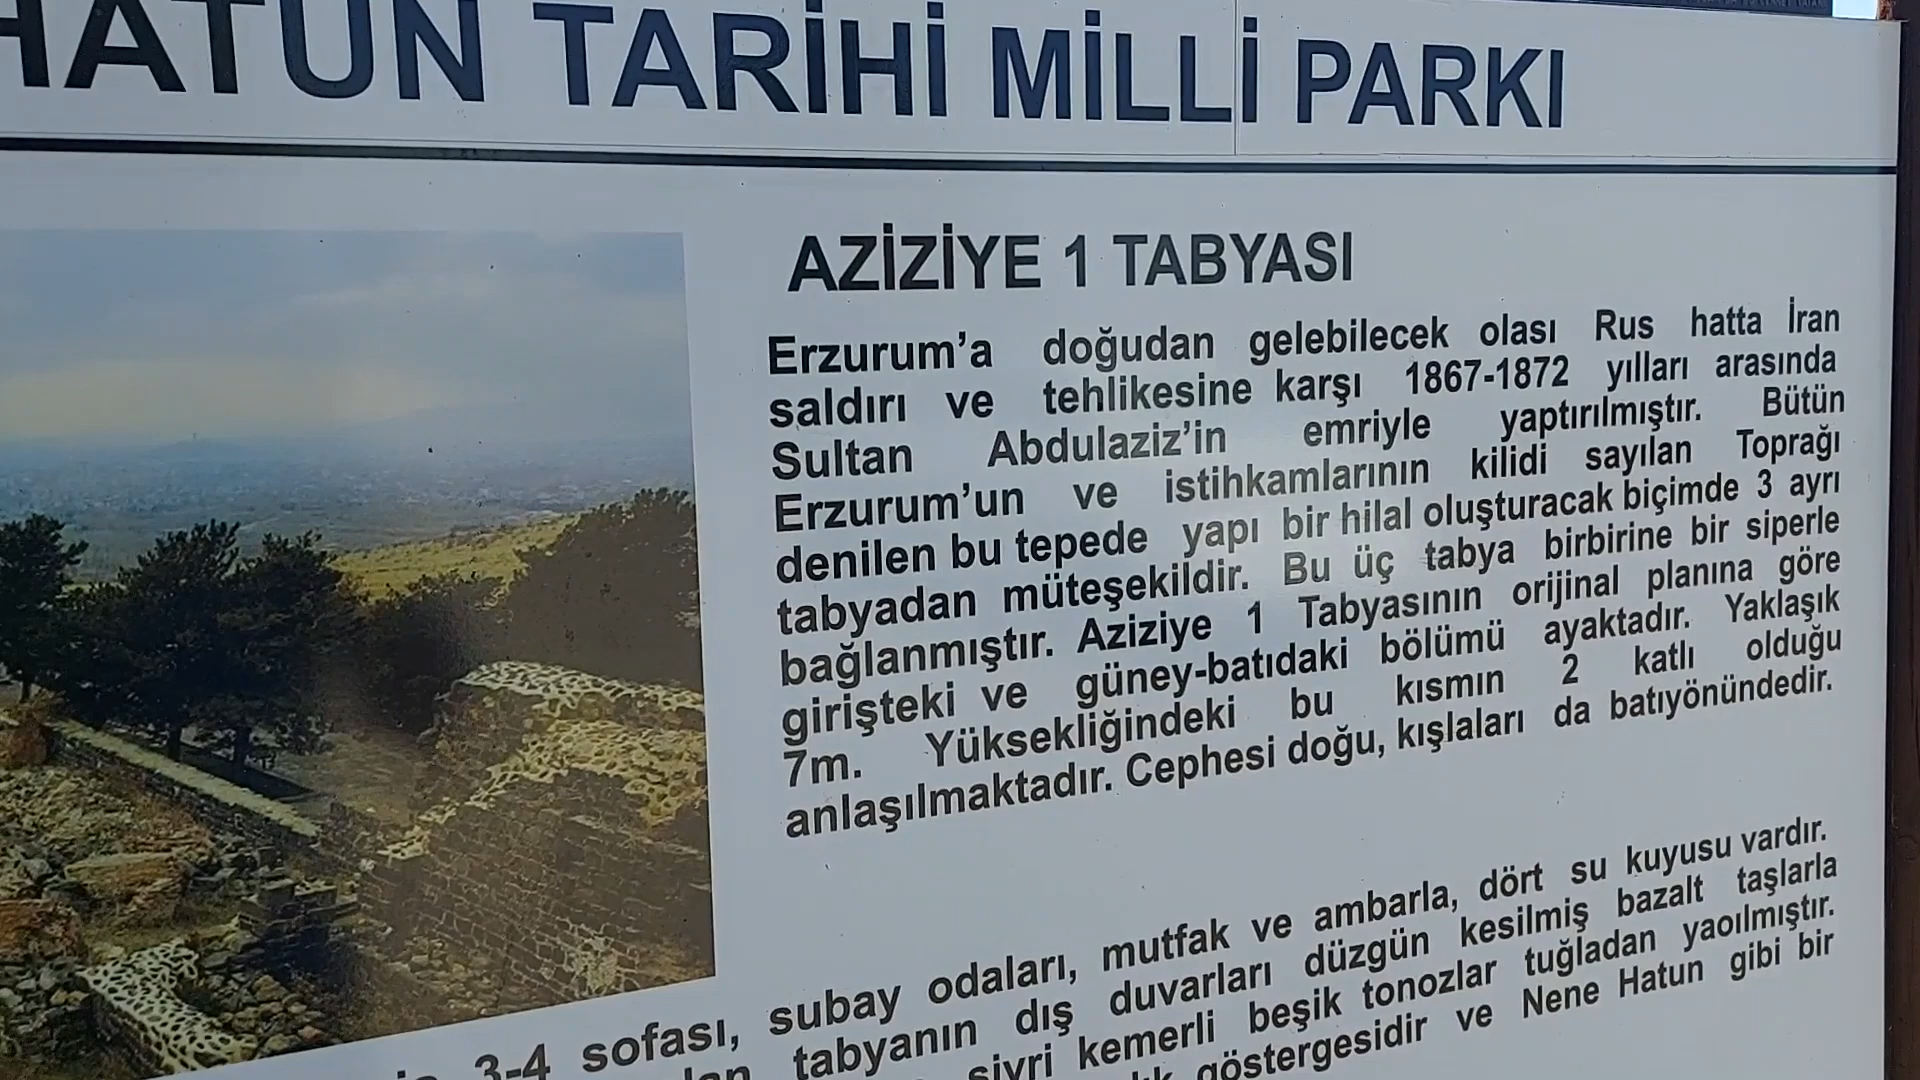 HATUN TARİHİ MİLLİ PARKI
AZİZİYE 1 TABYASI
Erzurum’a doğudan gelebilecek olası Rus hatta İran
saldırı ve tehlikesine karşı 1867-1872 yılları arasında
Sultan Abdulaziz’in emriyle yaptırılmıştır. Bütün
Erzurum’un ve istihkamlarının kilidi sayılan Toprağı
denilen bu tepede yapı bir hilal oluşturacak biçimde 3 ayrı
tabyadan müteşekildir. Bu üç tabya birbirine bir siperle
bağlanmıştır. Aziziye 1 Tabyasının orijinal planına göre
girişteki ve güney-batıdaki bölümü ayaktadır. Yaklaşık
7m. Yüksekliğindeki bu kısmın 2 katlı olduğu
anlaşılmaktadır. Cephesi doğu, kışlaları da batıyönündedir.
3-4 sofası, subay odaları, mutfak ve ambarla, dört su kuyusu vardır.
tabyanın dış duvarları düzgün kesilmiş bazalt taşlarla
sivri kemerli beşik tonozlar tuğladan yaoılmıştır.
göstergesidir ve Nene Hatun gibi bir